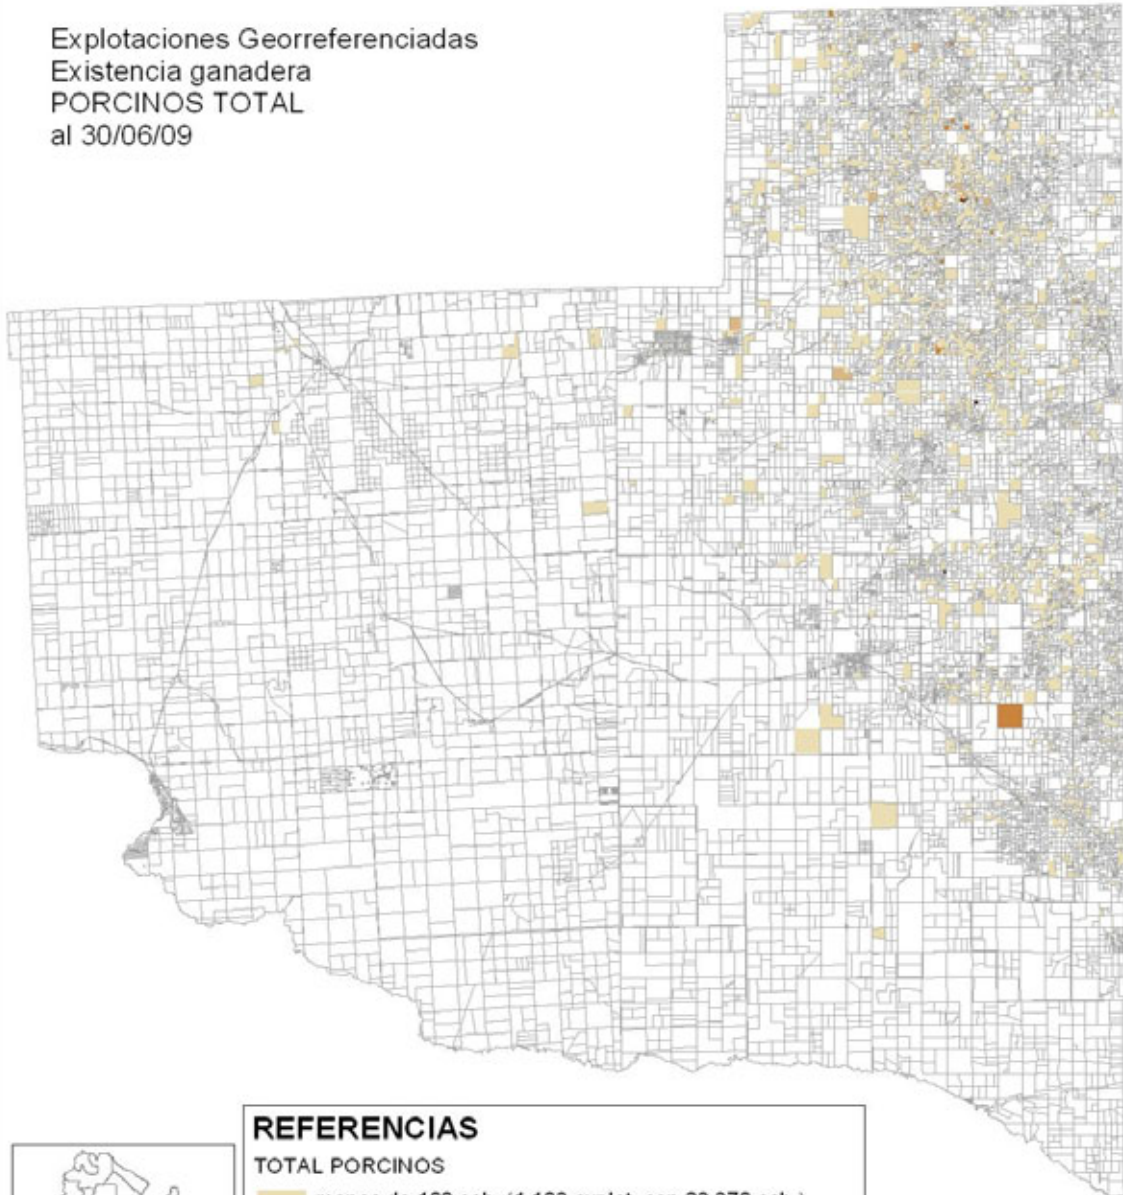 Explotaciones Georreferenciadas
Existencia ganadera
PORCINOS TOTAL
al 30/06/09
REFERENCIAS
TOTAL PORCINOS